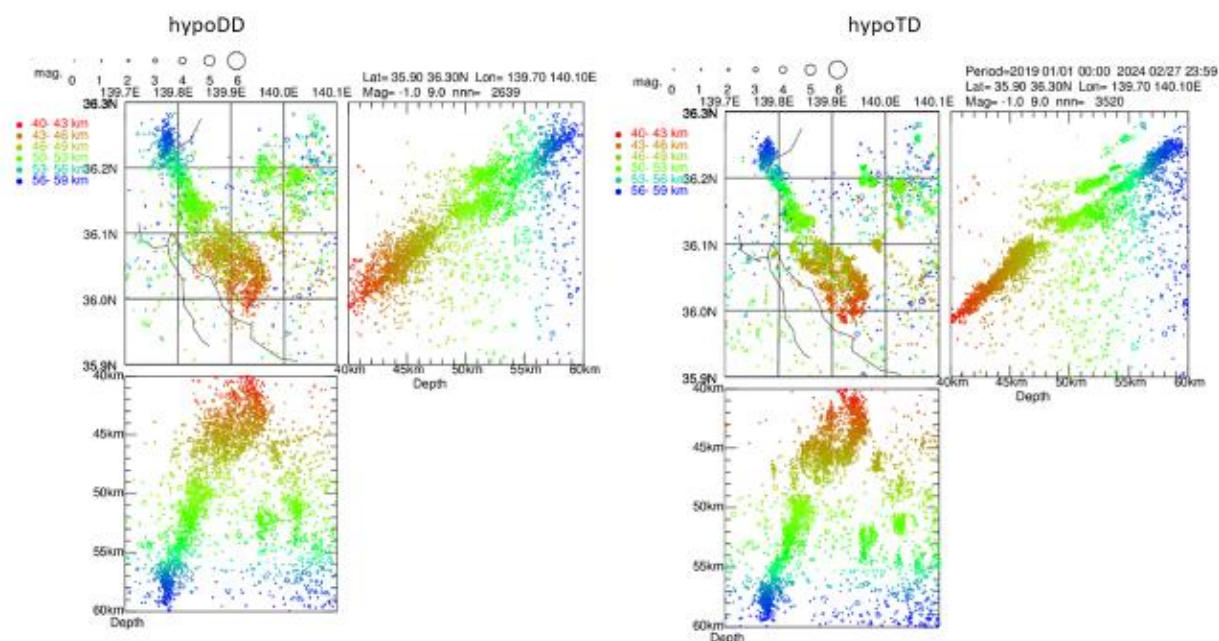 hypoDD
mag. 0 1 2 3 4 5 6
Lat= 35.90 36.30N Lon= 139.70 140.10E
Mag= -1.0 9.0 nnn= 2639
139.7E 139.8E 139.9E 140.0E 140.1E
36.3N
36.2N
36.1N
36.0N
35.9N
40- 43 km
43- 46 km
46- 49 km
50- 53 km
53- 56 km
56- 59 km
40km 45km 50km 55km 60km
Depth
40km
45km
50km
55km
60km
Depth
hypoTD
mag. 0 1 2 3 4 5 6
Period=2019 01/01 00:00 2024 02/27 23:59
Lat= 35.90 36.30N Lon= 139.70 140.10E
Mag= -1.0 9.0 nnn= 3520
139.7E 139.8E 139.9E 140.0E 140.1E
36.3N
36.2N
36.1N
36.0N
35.9N
40- 43 km
43- 46 km
46- 49 km
50- 53 km
53- 56 km
56- 59 km
40km 45km 50km 55km 60km
Depth
40km
45km
50km
55km
60km
Depth